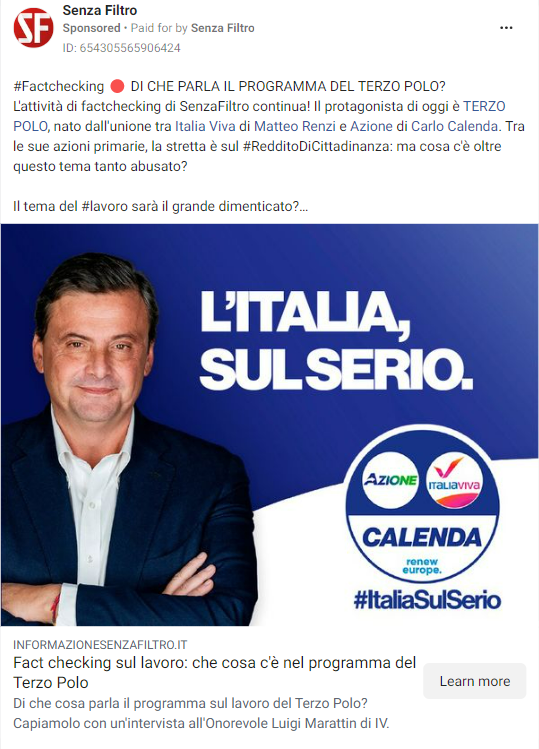 Senza Filtro
Sponsored • Paid for by Senza Filtro
ID: 654305565906424
#Factchecking 🔴 DI CHE PARLA IL PROGRAMMA DEL TERZO POLO?
L'attività di factchecking di SenzaFiltro continua! Il protagonista di oggi è TERZO
POLO, nato dall'unione tra Italia Viva di Matteo Renzi e Azione di Carlo Calenda. Tra
le sue azioni primarie, la stretta è sul #RedditoDiCittadinanza: ma cosa c'è oltre
questo tema tanto abusato?
Il tema del #lavoro sarà il grande dimenticato?...
L'ITALIA,
SUL SERIO.
AZIONE
ITALIAVIVA
CALENDA
renew
europe.
#ItaliaSulSerio
INFORMAZIONESENZAFILTRO.IT
Fact checking sul lavoro: che cosa c'è nel programma del
Terzo Polo
Learn more
Di che cosa parla il programma sul lavoro del Terzo Polo?
Capiamolo con un'intervista all'Onorevole Luigi Marattin di IV.